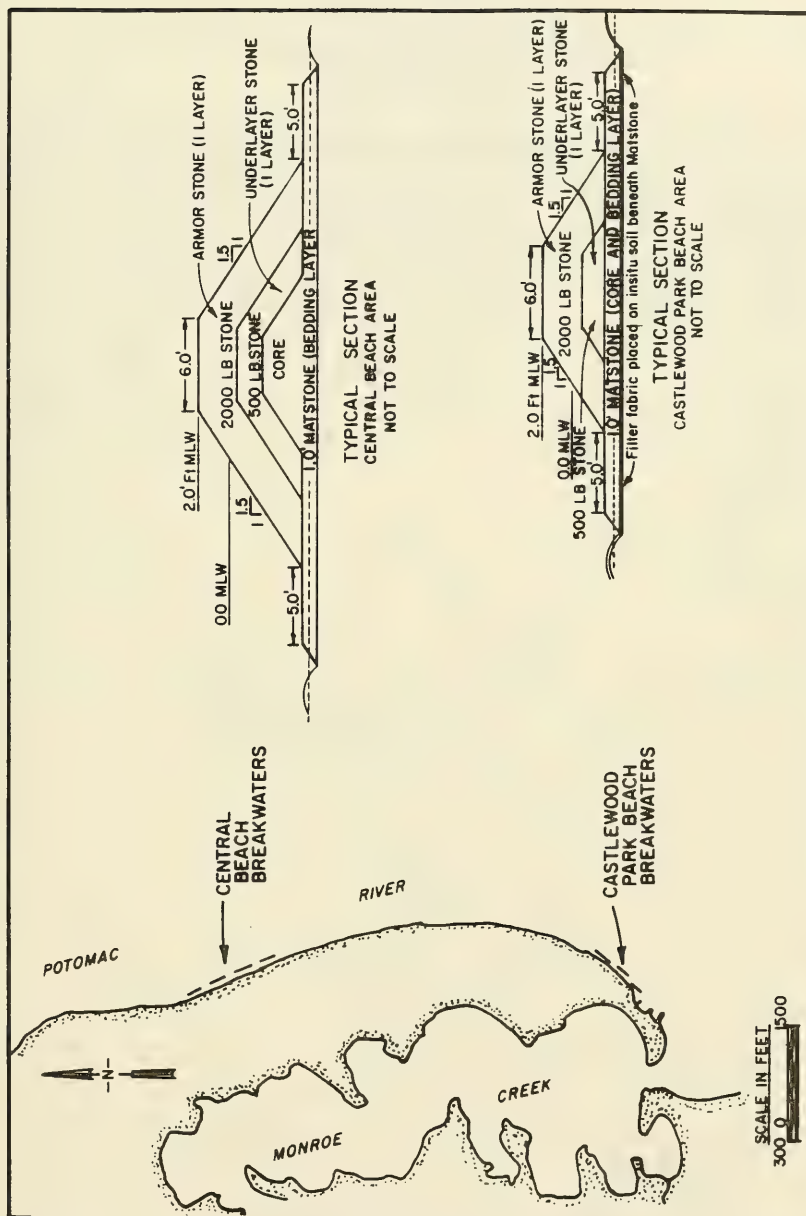 POTOMAC
RIVER
-N-
CENTRAL
BEACH
BREAKWATERS
MONROE
CREEK
CASTLEWOOD
PARK BEACH
BREAKWATERS
SCALE IN FEET
300 0 1500
ARMOR STONE (1 LAYER)
UNDERLAYER STONE
(1 LAYER)
6.0'
2.0' Ft MLW
2000 LB STONE
500 LB STONE
CORE
0.0 MLW
1.5
1
1.5
1
5.0'
5.0'
1.0' MATSTONE (BEDDING LAYER)
TYPICAL SECTION
CENTRAL BEACH AREA
NOT TO SCALE
ARMOR STONE (1 LAYER)
UNDERLAYER STONE
(1 LAYER)
6.0'
2.0 Ft MLW
2000 LB STONE
0.0 MLW
1.5
1
1.5
1
500 LB STONE
5.0'
5.0'
1.0' MATSTONE (CORE AND BEDDING LAYER)
Filter fabric placed on insitu soil beneath Matstone
TYPICAL SECTION
CASTLEWOOD PARK BEACH AREA
NOT TO SCALE